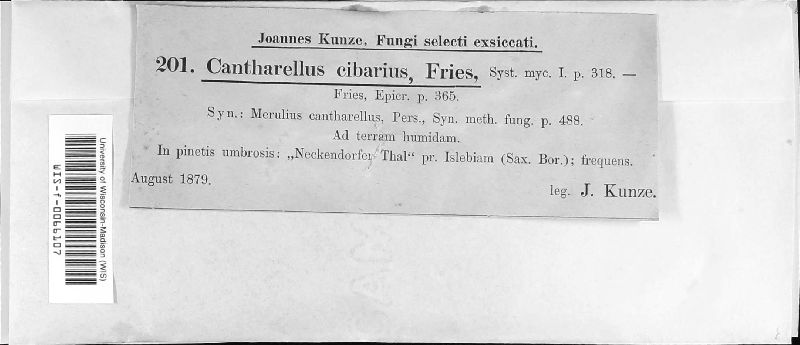 Joannes Kunze, Fungi selecti exsiccati.
201. Cantharellus cibarius, Fries, Syst. myc. I. p. 318. —
Fries, Epicr. p. 365.
Syn.: Merulius cantharellus, Pers., Syn. meth. fung. p. 488.
Ad terram humidam.
In pinetis umbrosis: „Neckendorfer Thal“ pr. Islebiam (Sax. Bor.); frequens.
August 1879.
leg. J. Kunze.
University of Wisconsin-Madison (WIS)
WIS-f-0066107